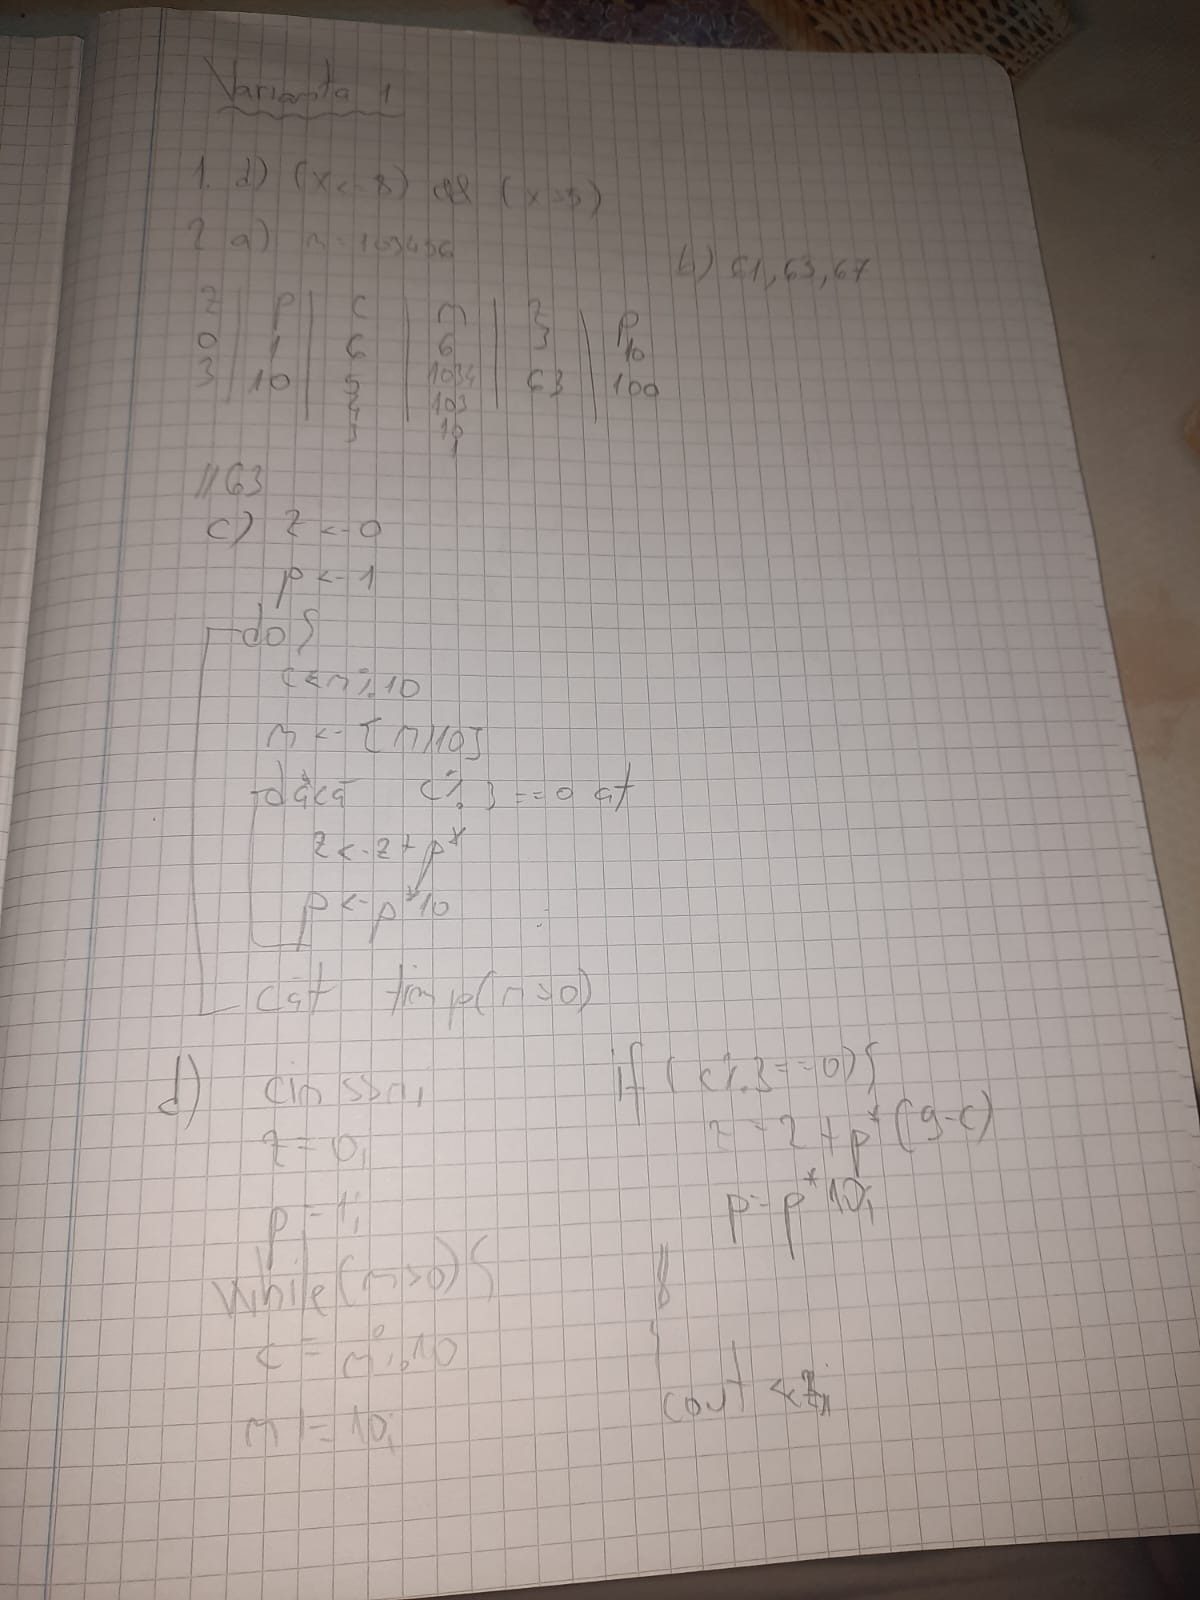 Varianta 1
1. d) (x<-8) && (x=5)
2 a) n=103456
b) 61, 63, 67
z p c n z p
0 1 6 6 3 10
3 10 5 1034 63 100
4 103
3 10
1
//63
c) z <- 0
p <- 1
do {
c <- n % 10
n <- [n/10]
dacă c % 3 == 0 at
z <- z + p*
p <- p*10
cât timp (n>0)
d) cin >> n;
z = 0;
p = 1;
while (n>0) {
c = n % 10
n /= 10;
if (c % 3 == 0) {
z = z + p* (9-c)
p = p*10;
}
cout << z;